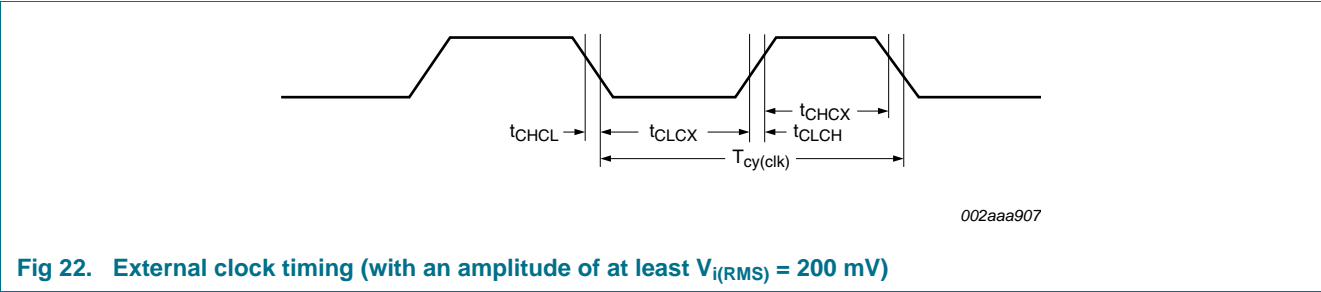 tCHCX
tCHCL tCLCX tCLCH
Tcy(clk)
002aaa907
Fig 22. External clock timing (with an amplitude of at least Vi(RMS) = 200 mV)